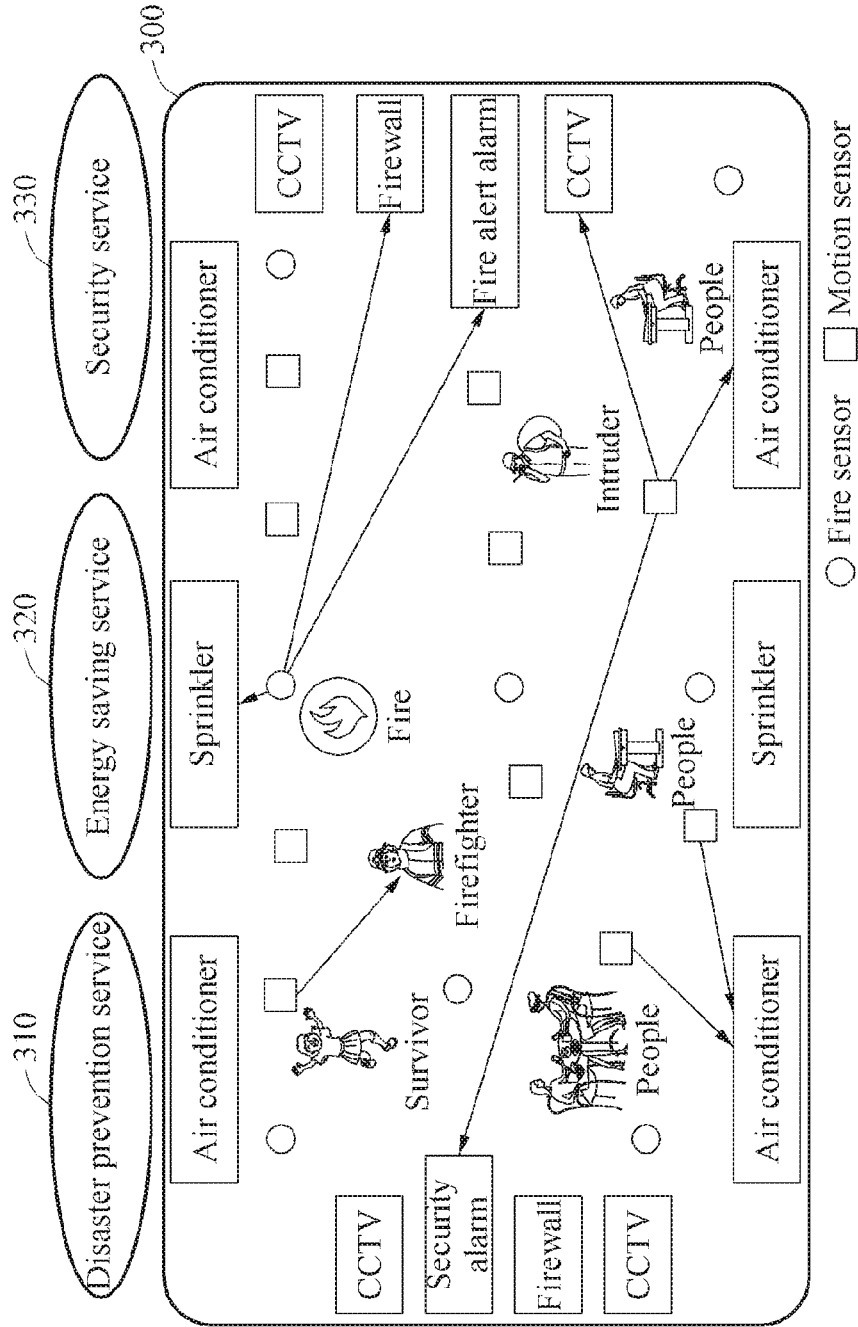 310
320
330
Disaster prevention service
Energy saving service
Security service
300
Air conditioner
Sprinkler
Air conditioner
CCTV
Firewall
Fire alert alarm
CCTV
Fire
Firefighter
Survivor
Intruder
CCTV
Security
alarm
Firewall
CCTV
People
People
People
Air conditioner
Sprinkler
Air conditioner
Fire sensor
Motion sensor